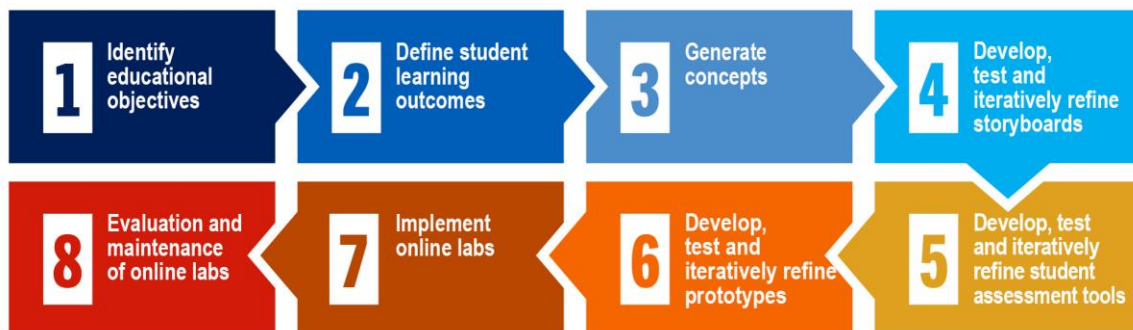 1
Identify
educational
objectives
2
Define student
learning
outcomes
3
Generate
concepts
4
Develop,
test and
iteratively refine
storyboards
5
Develop, test
and iteratively
refine student
assessment tools
6
Develop,
test and
iteratively refine
prototypes
7
Implement
online labs
8
Evaluation and
maintenance
of online labs